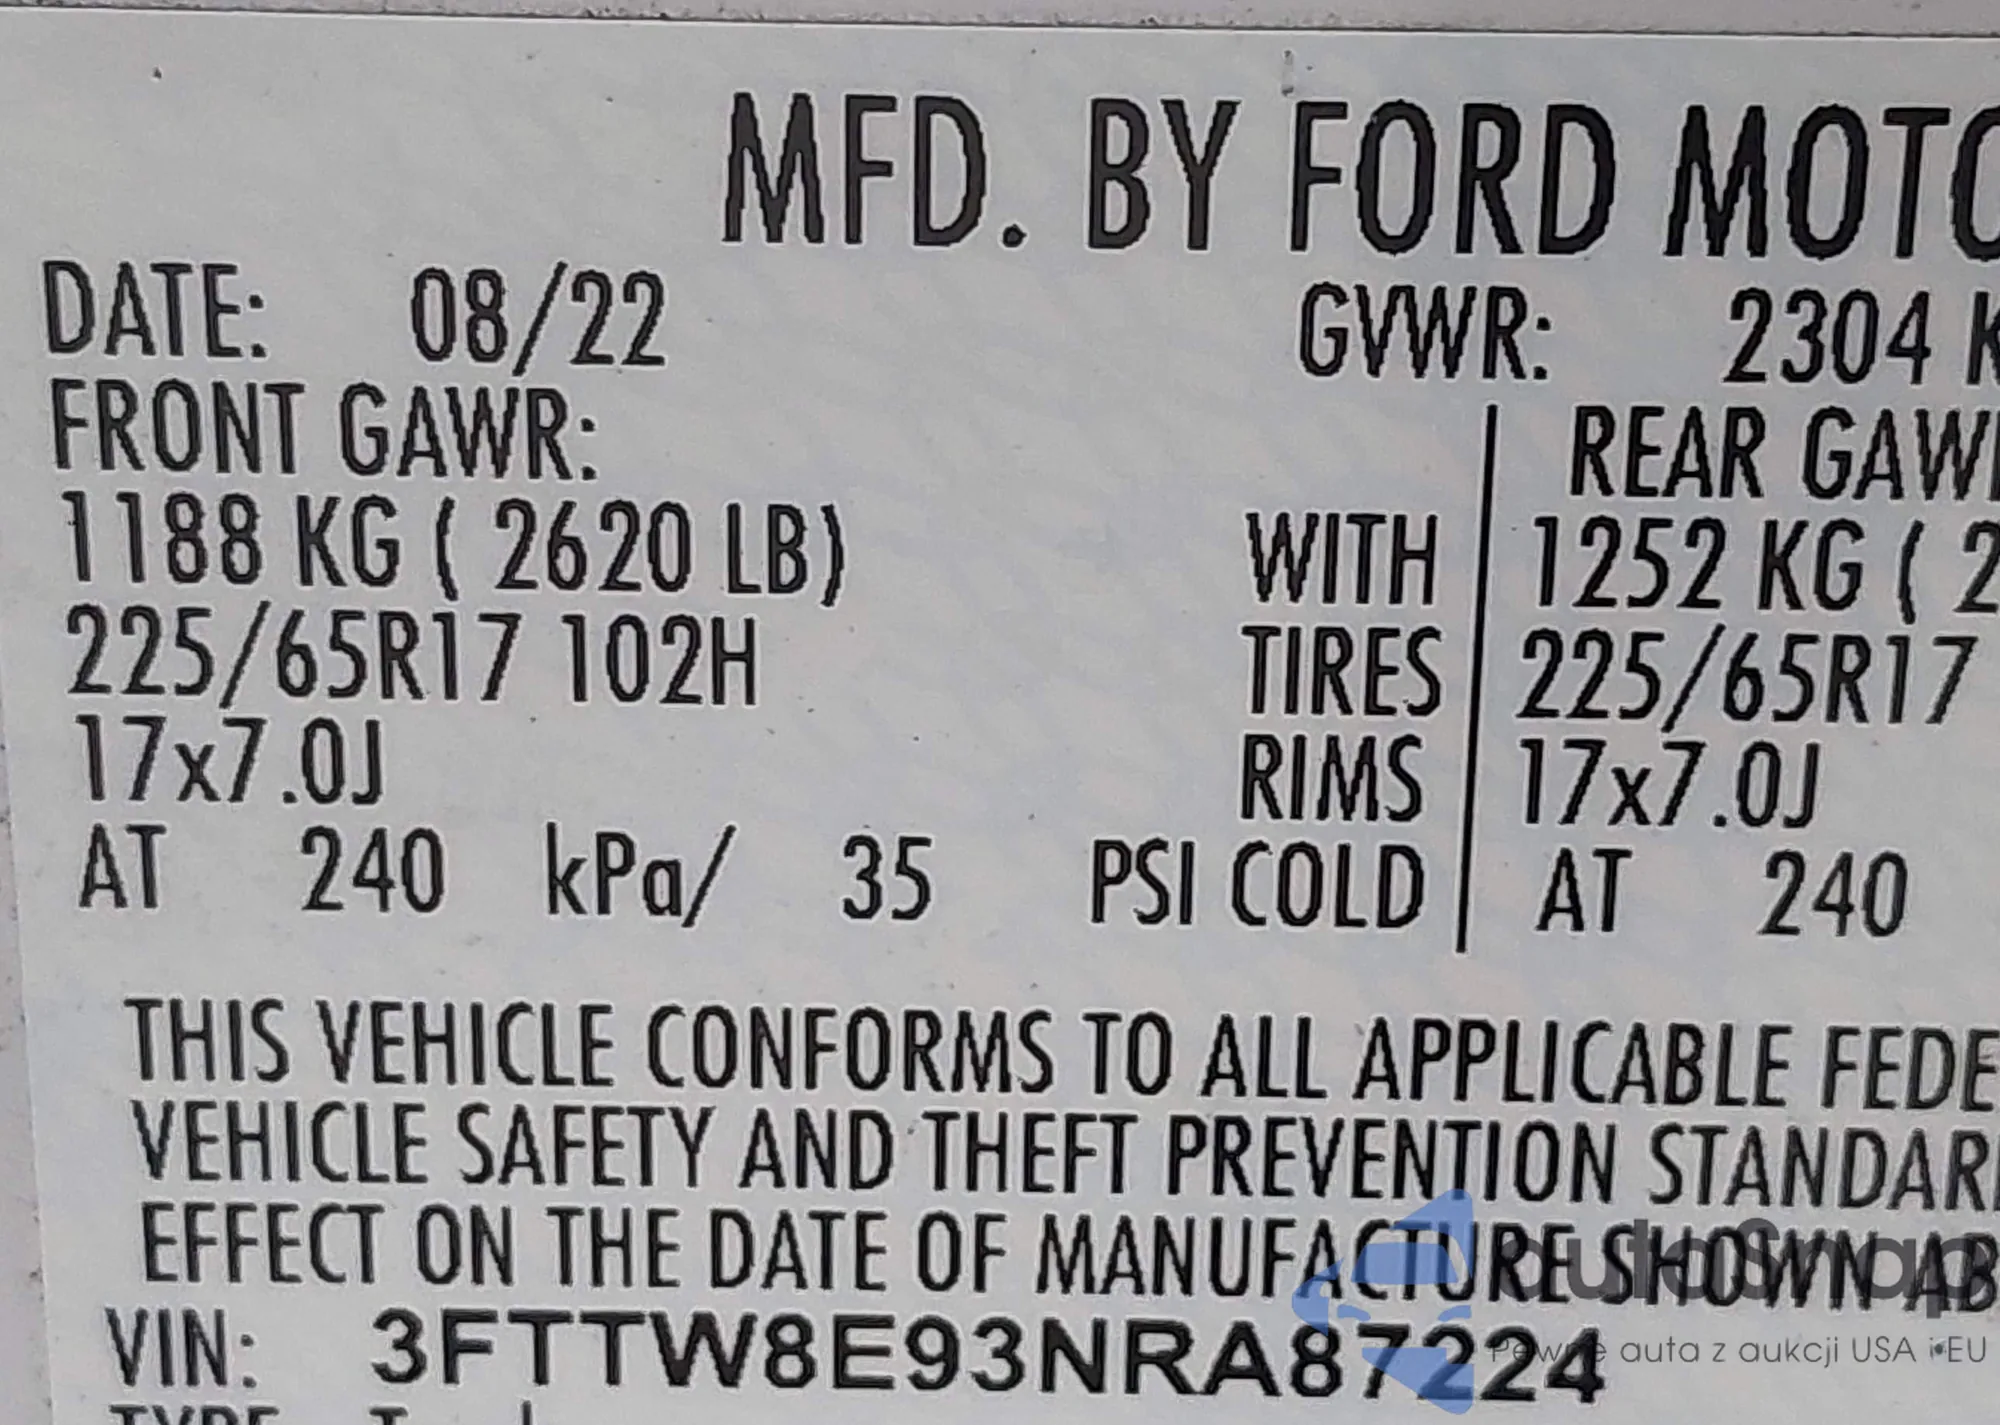 MFD. BY FORD MOTO
DATE: 08/22 GVWR: 2304 K
FRONT GAWR: REAR GAW
1188 KG ( 2620 LB) WITH 1252 KG ( 2
225/65R17 102H TIRES 225/65R17
17x7.0J RIMS 17x7.0J
AT 240 kPa/ 35 PSI COLD AT 240
THIS VEHICLE CONFORMS TO ALL APPLICABLE FEDE
VEHICLE SAFETY AND THEFT PREVENTION STANDAR
EFFECT ON THE DATE OF MANUFACTURE SHOWN AB
autoSnap
VIN: 3FTTW8E93NRA87224
Pewne auta z aukcji USA i EU